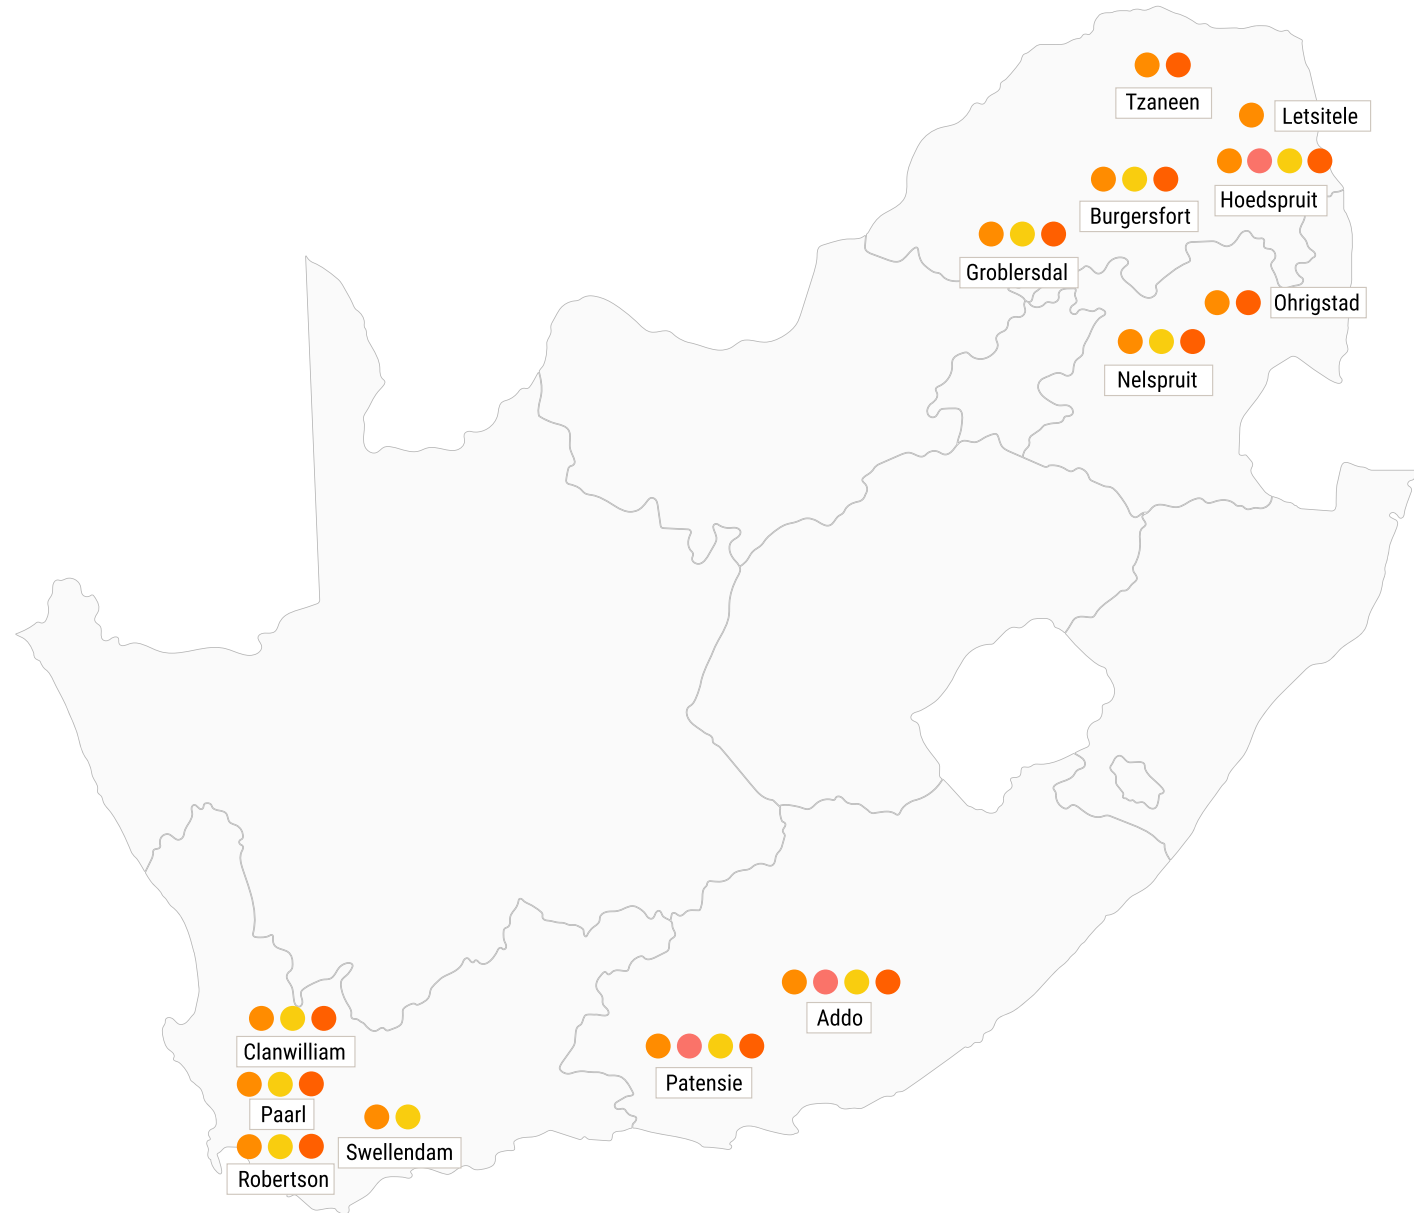 Tzaneen
Letsitele
Hoedspruit
Burgersfort
Groblersdal
Ohrigstad
Nelspruit
Addo
Clanwilliam
Patensie
Paarl
Swellendam
Robertson